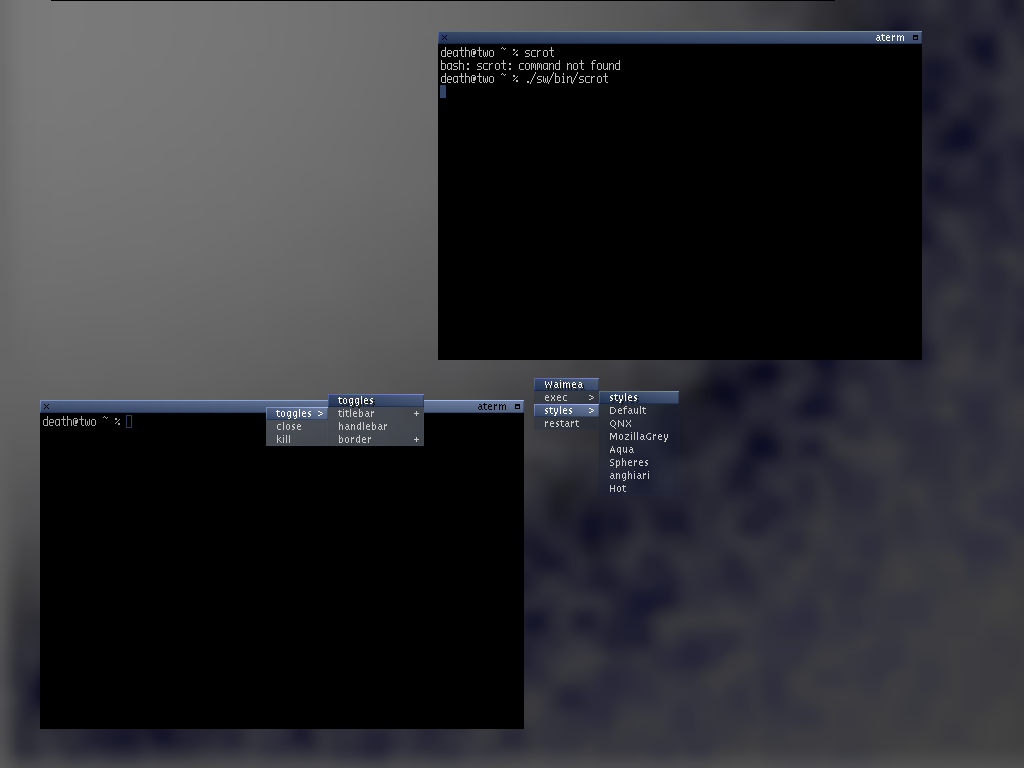 aterm
death@two ~ % scrot
bash: scrot: command not found
death@two ~ % ./sw/bin/scrot
Waimea
exec >
styles >
restart
styles
Default
QNX
MozillaGrey
Aqua
Spheres
anghiari
Hot
aterm
death@two ~ %
toggles >
close
kill
toggles
titlebar +
handlebar
border +